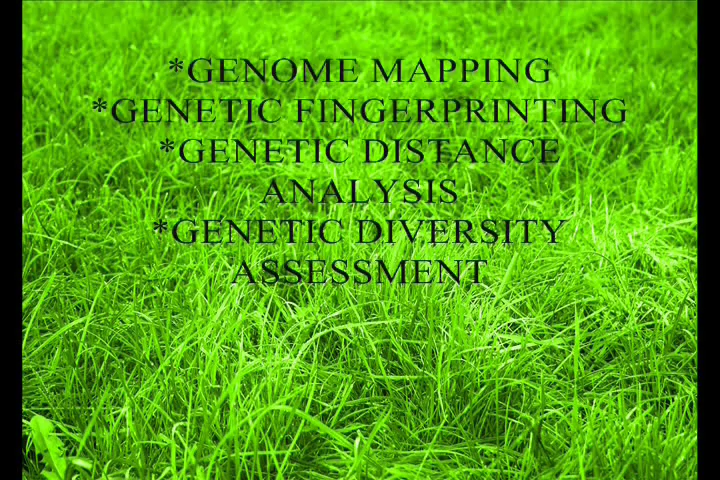 *GENOME MAPPING
*GENETIC FINGERPRINTING
*GENETIC DISTANCE
ANALYSIS
*GENETIC DIVERSITY
ASSESSMENT